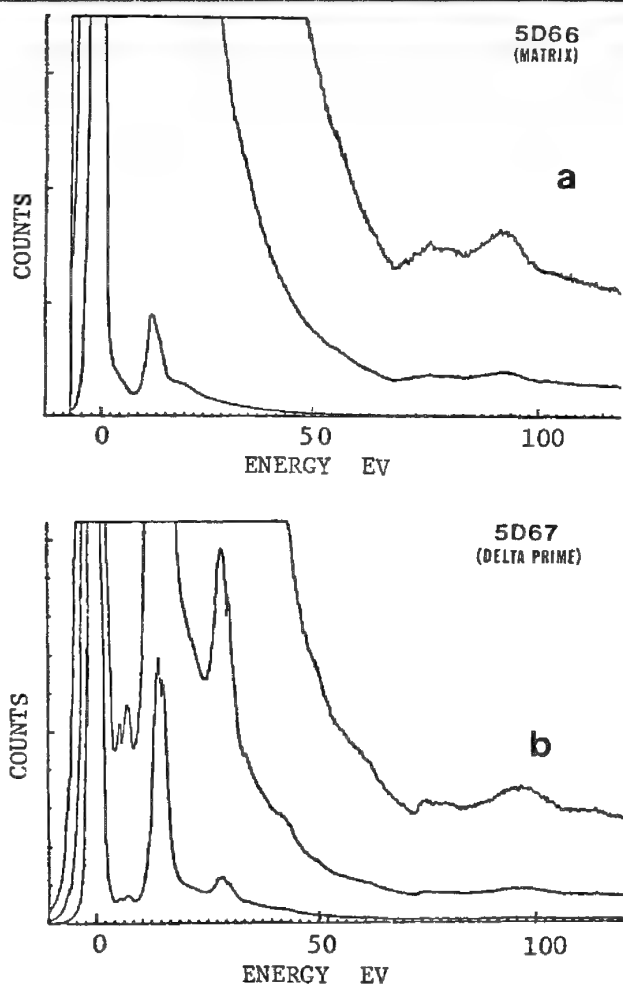 5D66
(MATRIX)
a
COUNTS
0 50 100
ENERGY EV
5D67
(DELTA PRIME)
b
COUNTS
0 50 100
ENERGY EV